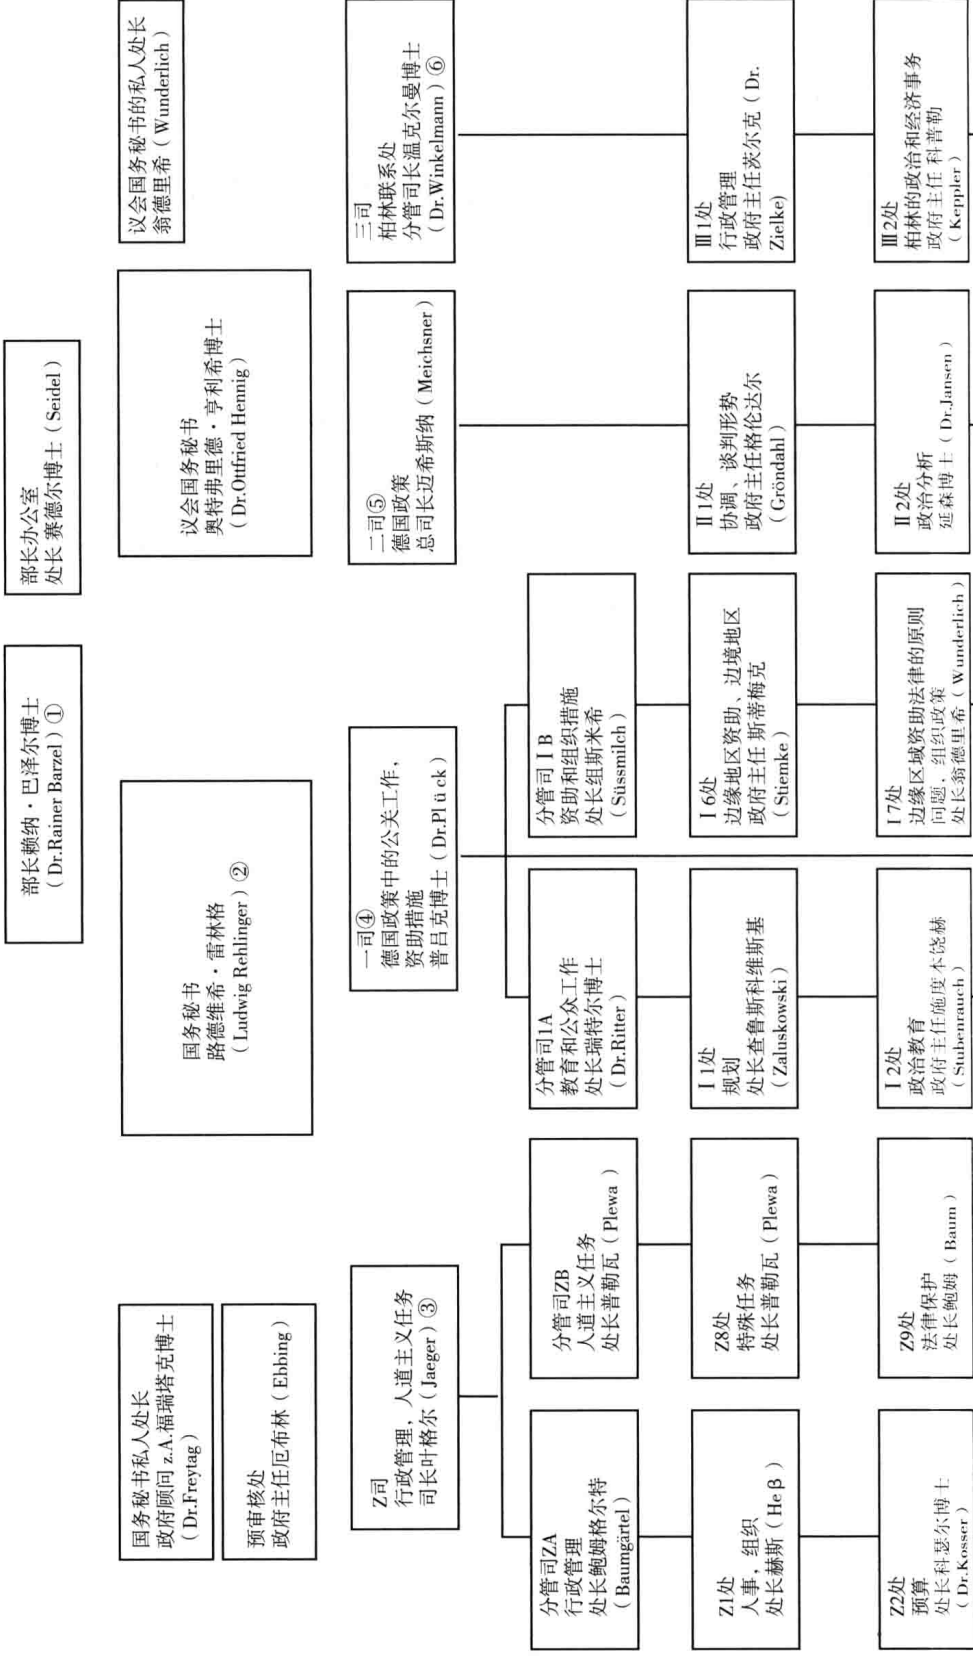 部长赖纳·巴泽尔博士
（Dr.Rainer Barzel）①
部长办公室
处长 赛德尔博士（Seidel）
国务秘书私人处长
政府顾问 z.A.福瑞塔克博士
（Dr.Freytag）
预审核处
政府主任厄布林（Ebbing）
国务秘书
路德维希·雷林格
（Ludwig Rehlinger）②
议会国务秘书
奥特弗里德·亨利希博士
（Dr.Ottfried Hennig）
议会国务秘书的私人处长
翁德里希（Wunderlich）
Z司
行政管理，人道主义任务
司长叶格尔（Jaeger）③
一司④
德国政策中的公关工作，
资助措施
普吕克博士（Dr.Plück）
二司⑤
德国政策
总司长迈希斯纳（Meichsner）
三司
柏林联系处
分管司长温克尔曼博士
（Dr.Winkelmann）⑥
分管司ZA
行政管理
处长鲍姆格尔特
（Baumgärtel）
分管司ZB
人道主义任务
处长普勒瓦（Plewa）
分管司1A
教育和公众工作
处长瑞特尔博士
（Dr.Ritter）
分管司ⅠB
资助和组织措施
处长组斯米希
（Süssmilch）
Z1处
人事，组织
处长赫斯（Heβ）
Z8处
特殊任务
处长普勒瓦（Plewa）
Ⅰ1处
规划
处长查鲁斯科维斯基
（Zaluskowski）
Ⅰ6处
边缘地区资助、边境地区
政府主任 斯蒂梅克
（Stiemke）
Ⅱ1处
协调、谈判形势
政府主任格伦达尔
（Gröndahl）
Ⅲ1处
行政管理
政府主任茨尔克（Dr.
Zielke)
Z2处
预算
处长科瑟尔博士
（Dr.Kosser）
Z9处
法律保护
处长鲍姆（Baum）
Ⅰ2处
政治教育
政府主任施度本饶赫
（Stubenrauch）
Ⅰ7处
边缘区域资助法律的原则
问题、组织政策
处长翁德里希（Wunderlich）
Ⅱ2处
政治分析
延森博士（Dr.Jansen）
Ⅲ2处
柏林的政治和经济事务
政府主任 科普勒
（Keppler）